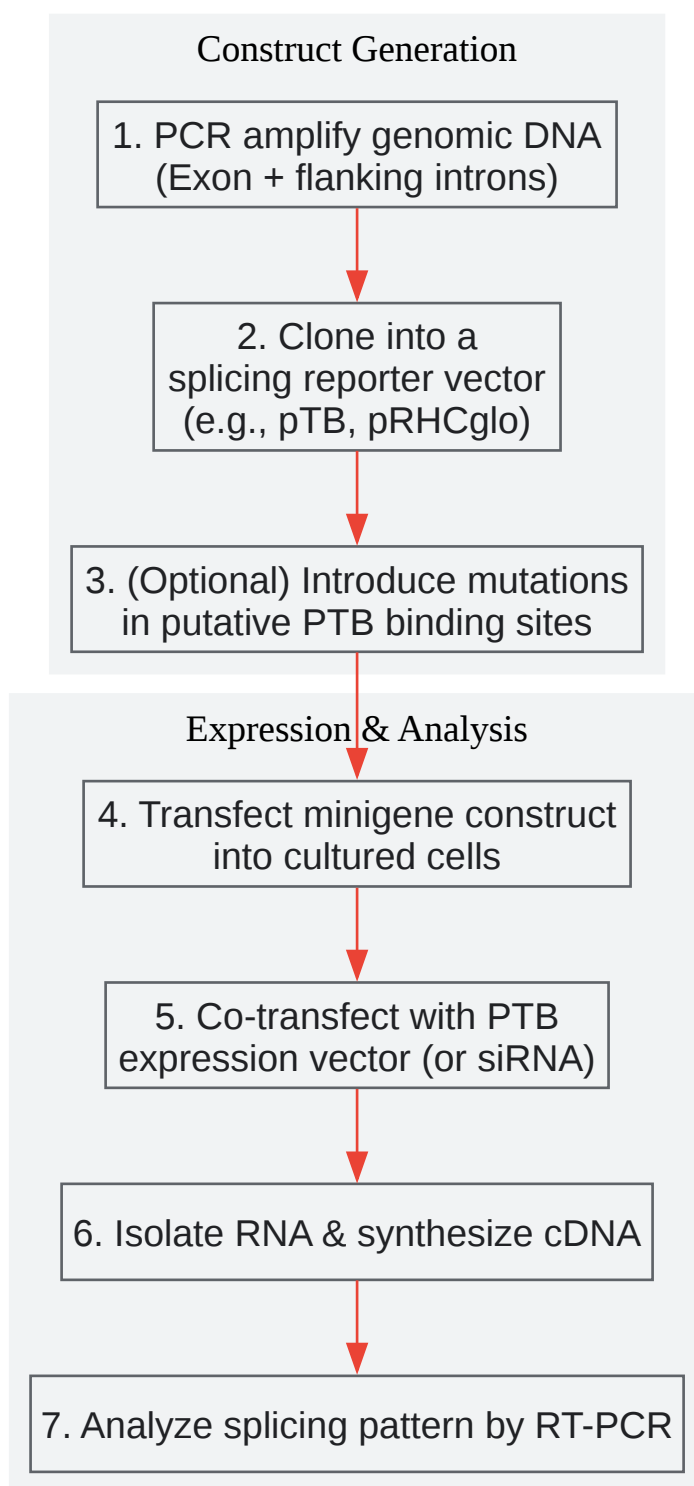 Construct Generation
1. PCR amplify genomic DNA
(Exon + flanking introns)
2. Clone into a
splicing reporter vector
(e.g., pTB, pRHCglo)
3. (Optional) Introduce mutations
in putative PTB binding sites
Expression & Analysis
4. Transfect minigene construct
into cultured cells
5. Co-transfect with PTB
expression vector (or siRNA)
6. Isolate RNA & synthesize cDNA
7. Analyze splicing pattern by RT-PCR